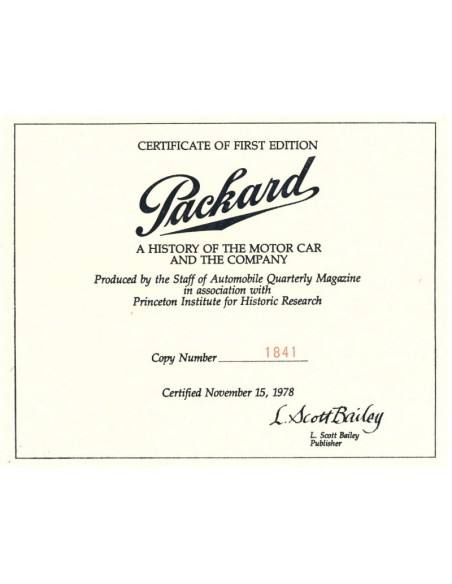 CERTIFICATE OF FIRST EDITION
Packard
A HISTORY OF THE MOTOR CAR
AND THE COMPANY
Produced by the Staff of Automobile Quarterly Magazine
in association with
Princeton Institute for Historic Research
Copy Number 1841
Certified November 15, 1978
L. Scott Bailey
L. Scott Bailey
Publisher